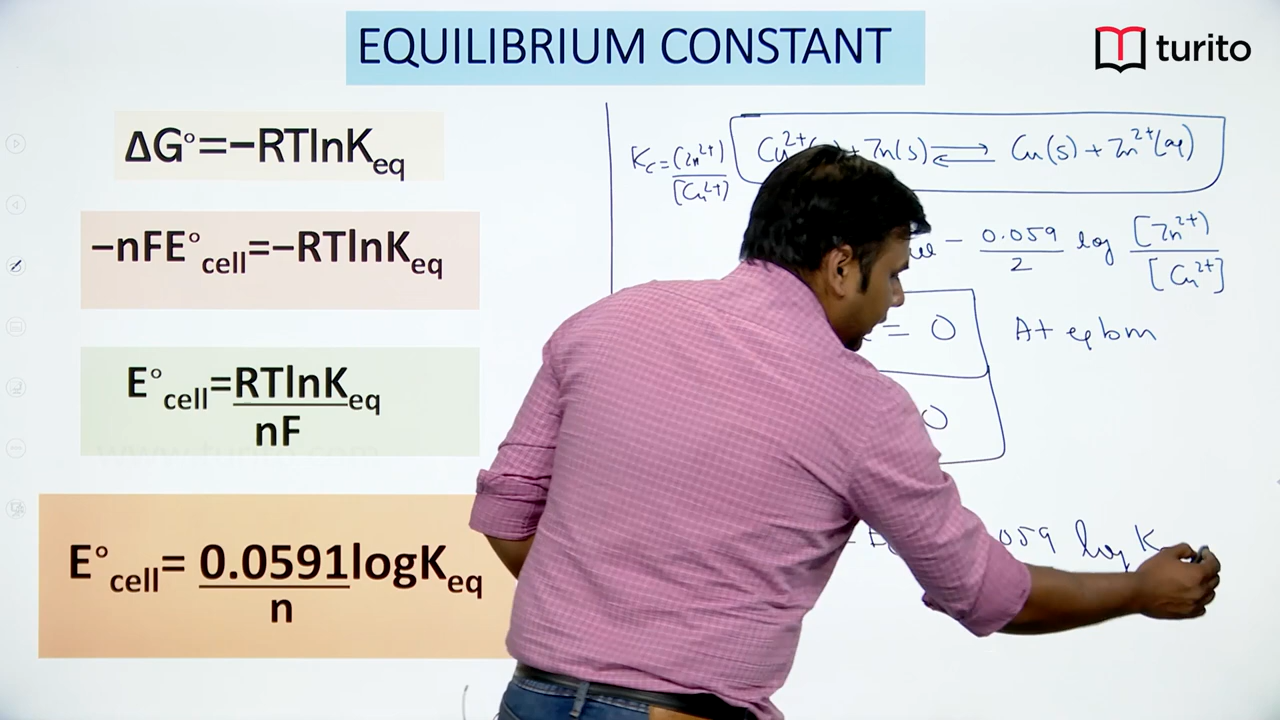 EQUILIBRIUM CONSTANT
turito
ΔG°=−RTlnKeq
−nFE°cell=−RTlnKeq
E°cell=RTlnKeq
nF
E°cell= 0.0591logKeq
n
Kc = (Zn²⁺)
[Cu²⁺)
Cu²⁺ + Zn(s) ⇌ Cu(s) + Zn²⁺(aq)
− 0.059 log [Zn²⁺)
2 [Cu²⁺]
= 0 At eqbm
0
059 log K